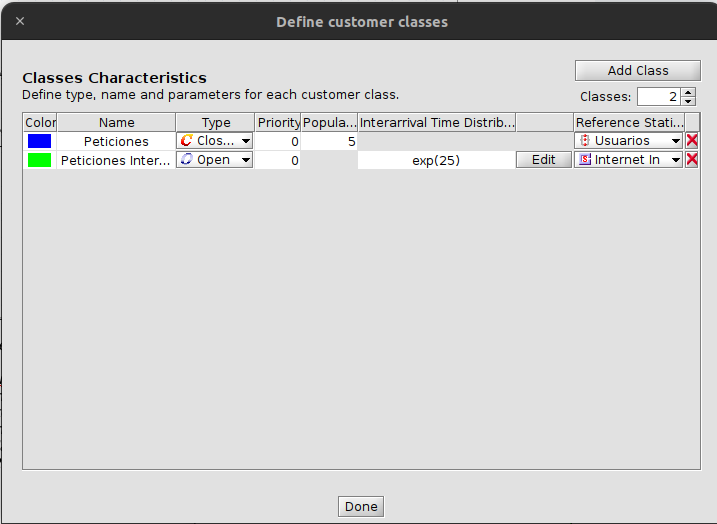 Define customer classes
Classes Characteristics
Define type, name and parameters for each customer class.
Add Class
Classes: 2
Color Name Type Priority Popula... Interarrival Time Distrib... Reference Stati...
Peticiones Clos... 0 5 Usuarios
Peticiones Inter... Open 0 exp(25) Edit Internet In
Done